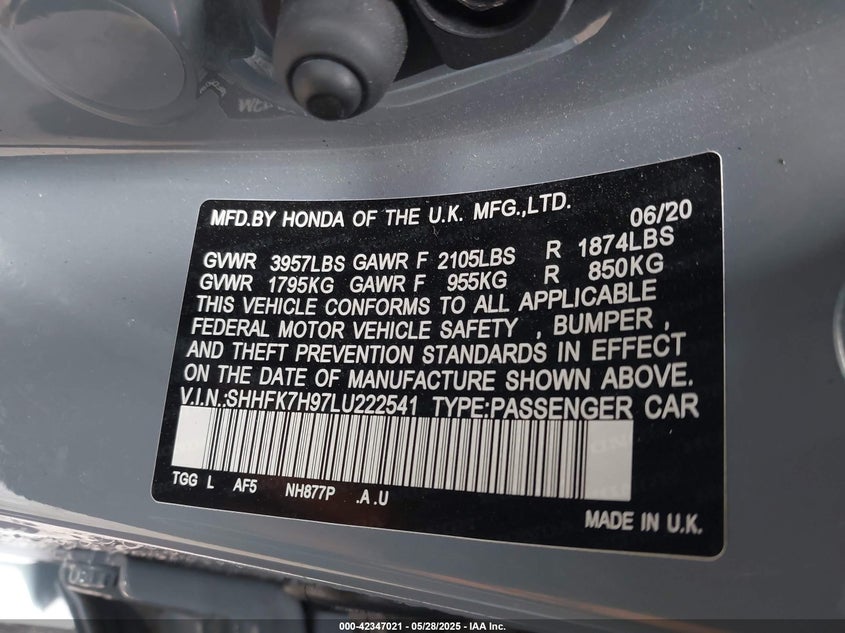 MFD.BY HONDA OF THE U.K. MFG.,LTD. 06/20
GVWR 3957LBS GAWR F 2105LBS R 1874LBS
GVWR 1795KG GAWR F 955KG R 850KG
THIS VEHICLE CONFORMS TO ALL APPLICABLE
FEDERAL MOTOR VEHICLE SAFETY , BUMPER ,
AND THEFT PREVENTION STANDARDS IN EFFECT
ON THE DATE OF MANUFACTURE SHOWN ABOVE.
V.I.N.:SHHFK7H97LU222541 TYPE:PASSENGER CAR
TGG L AF5 NH877P .A .U
MADE IN U.K.
000-42347021 | 05/28/2025 | IAA Inc.